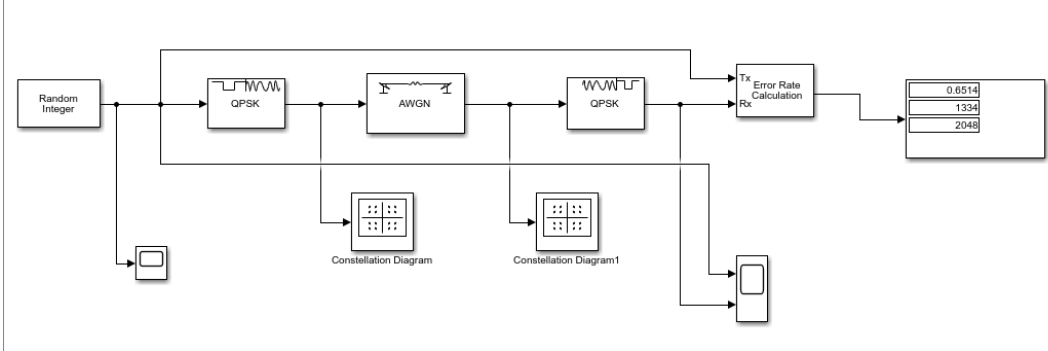 Random
Integer
QPSK
AWGN
QPSK
Tx
Rx
Error Rate
Calculation
0.6514
1334
2048
Constellation Diagram
Constellation Diagram1